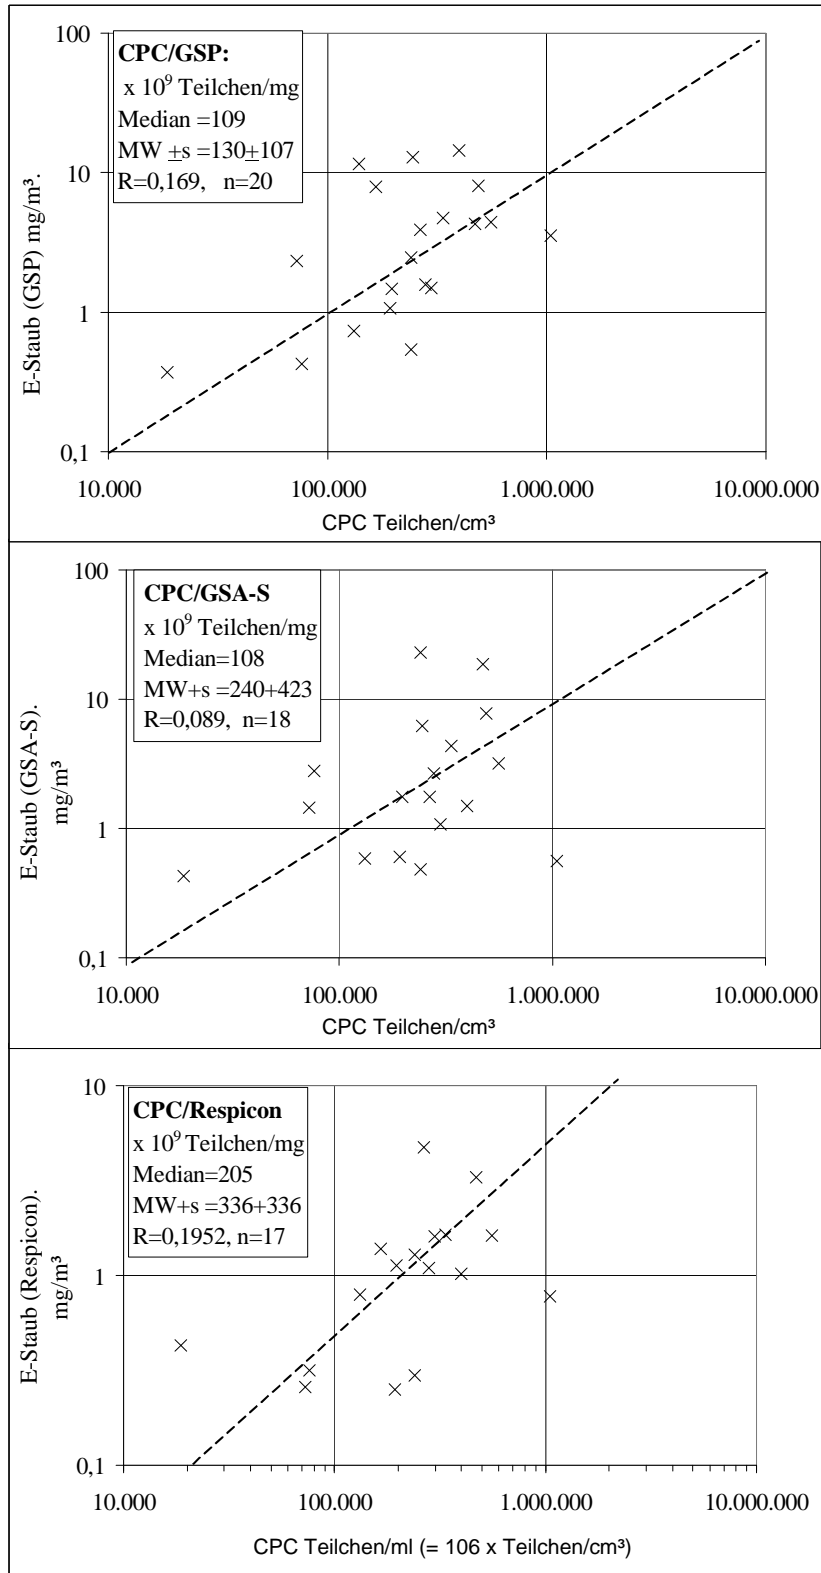 100
CPC/GSP:
x 10⁹ Teilchen/mg
Median =109
MW ±s =130±107
R=0,169, n=20
10
1
0,1
E-Staub (GSP) mg/m³.
10.000 100.000 1.000.000 10.000.000
CPC Teilchen/cm³
100
CPC/GSA-S
x 10⁹ Teilchen/mg
Median=108
MW+s =240+423
R=0,089, n=18
10
1
0,1
E-Staub (GSA-S).
mg/m³
10.000 100.000 1.000.000 10.000.000
CPC Teilchen/cm³
10
CPC/Respicon
x 10⁹ Teilchen/mg
Median=205
MW+s =336+336
R=0,1952, n=17
1
0,1
E-Staub (Respicon).
mg/m³
10.000 100.000 1.000.000 10.000.000
CPC Teilchen/ml (= 106 x Teilchen/cm³)